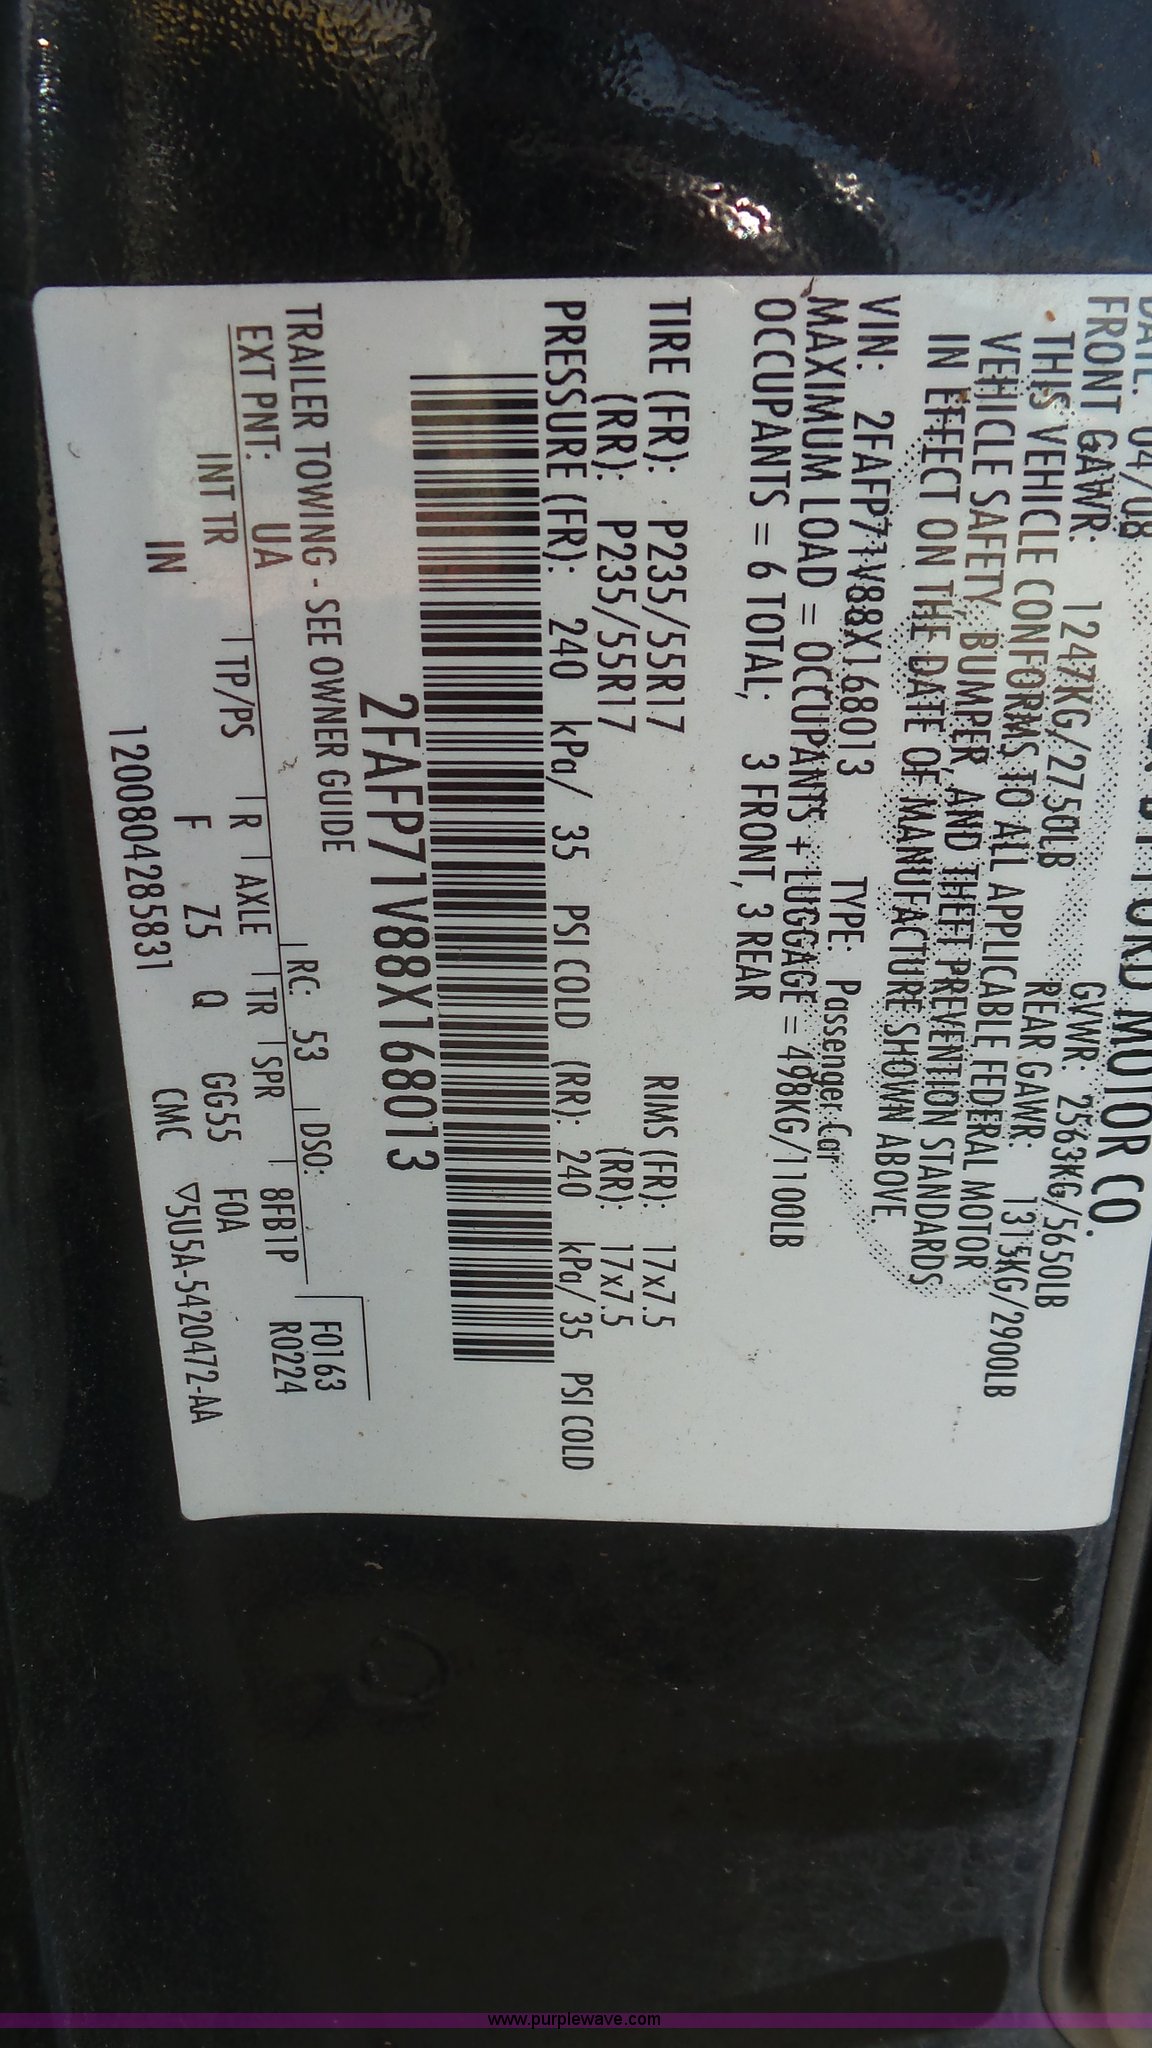 MOTOR CO.
DATE: 04/08 GVWR: 2563KG/5650LB
FRONT GAWR: 1247KG/2750LB REAR GAWR: 1315KG/2900LB
THIS VEHICLE CONFORMS TO ALL APPLICABLE FEDERAL MOTOR
VEHICLE SAFETY, BUMPER, AND THEFT PREVENTION STANDARDS
IN EFFECT ON THE DATE OF MANUFACTURE SHOWN ABOVE.
VIN: 2FAFP71V88X168013 TYPE: Passenger Car
MAXIMUM LOAD = OCCUPANTS + LUGGAGE = 498KG/1100LB
OCCUPANTS = 6 TOTAL; 3 FRONT, 3 REAR
TIRE (FR): P235/55R17 RIMS (FR): 17x7.5
(RR): P235/55R17 (RR): 17x7.5
PRESSURE (FR): 240 kPa/ 35 PSI COLD (RR): 240 kPa/35 PSI COLD
2FAFP71V88X168013
TRAILER TOWING - SEE OWNER GUIDE
F0163
R0224
EXT PNT: UA RC: 53 DSO: 8FB1P
INT TR TP/PS R AXLE TR SPR F0A
IN F Z5 Q GG55
1200804285831 CMC ▽5U5A-5420472-AA
www.purplewave.com